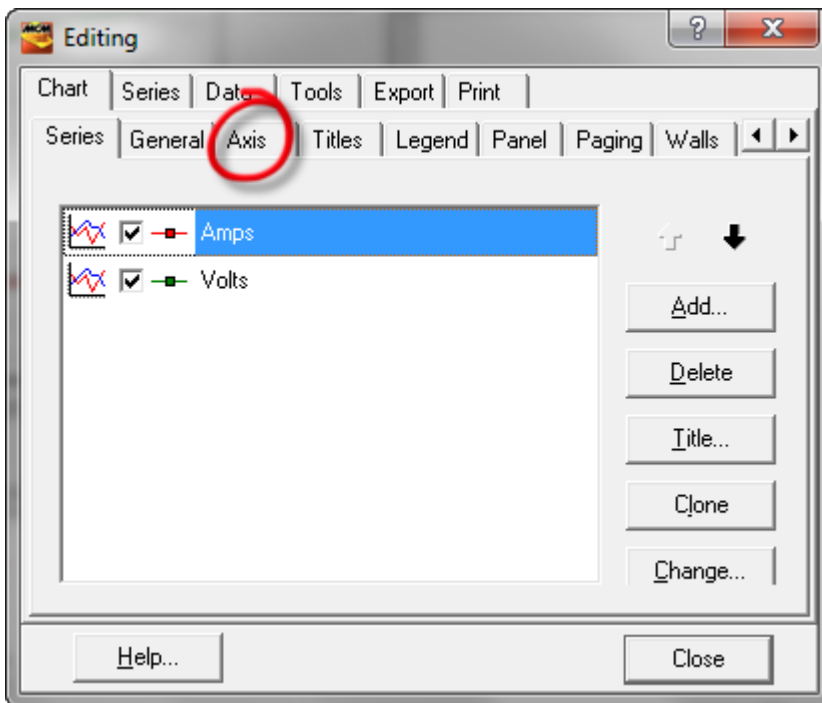 MCM Editing
Chart Series Data Tools Export Print
Series General Axis Titles Legend Panel Paging Walls
Amps
Volts
Add...
Delete
Title...
Clone
Change...
Help... Close